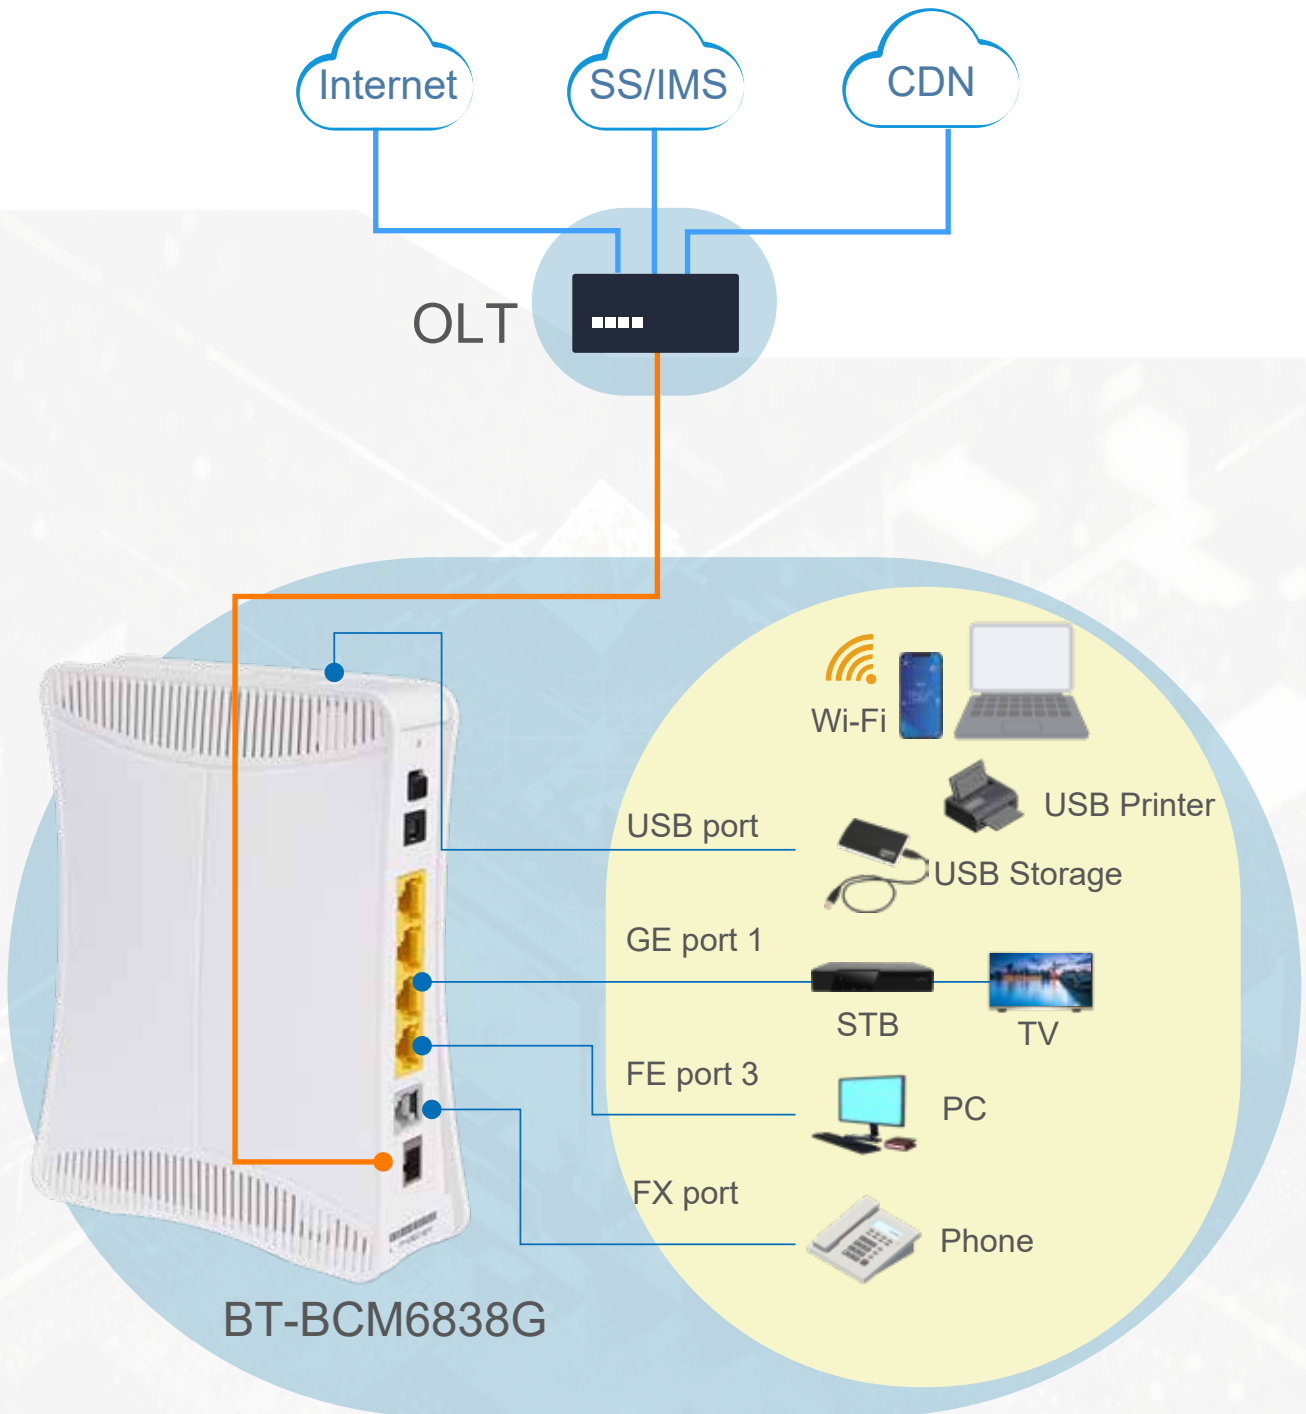 Internet
SS/IMS
CDN
OLT
Wi-Fi
USB Printer
USB port
USB Storage
GE port 1
STB
TV
FE port 3
PC
FX port
Phone
BT-BCM6838G